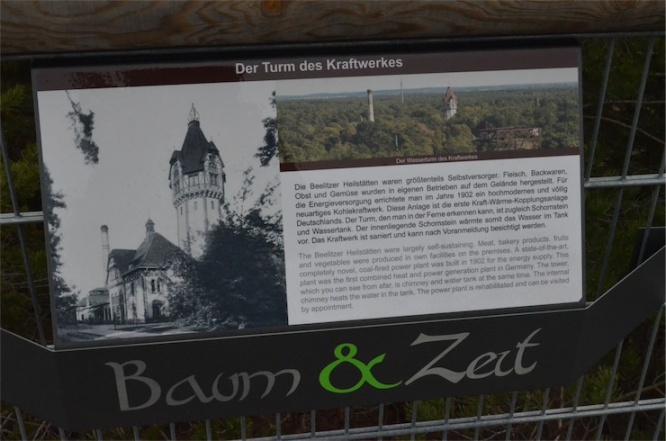 Der Turm des Kraftwerkes
Der Wasserturm des Kraftwerks
Die Beelitzer Heilstätten waren größtenteils Selbstversorger. Fleisch, Backwaren,
Obst und Gemüse wurden in eigenen Betrieben auf dem Gelände hergestellt. Für
die Energieversorgung errichtete man im Jahre 1902 ein hochmodernes und völlig
neuartiges Kohlekraftwerk. Diese Anlage ist die erste Kraft-Wärme-Kopplungsanlage
Deutschlands. Der Turm, den man in der Ferne erkennen kann, ist zugleich Schornstein
und Wassertank. Der innenliegende Schornstein wärmte somit das Wasser im Tank
vor. Das Kraftwerk ist saniert und kann nach Voranmeldung besichtigt werden.
The Beelitzer Heilstätten were largely self-sustaining. Meat, bakery products, fruits
and vegetables were produced in own facilities on the premises. A state-of-the-art,
completely novel, coal-fired power plant was built in 1902 for the energy supply. This
plant was the first combined heat and power generation plant in Germany. The tower,
which you can see from afar, is chimney and water tank at the same time. The internal
chimney heats the water in the tank. The power plant is rehabilitated and can be visited
by appointment.
Baum & Zeit